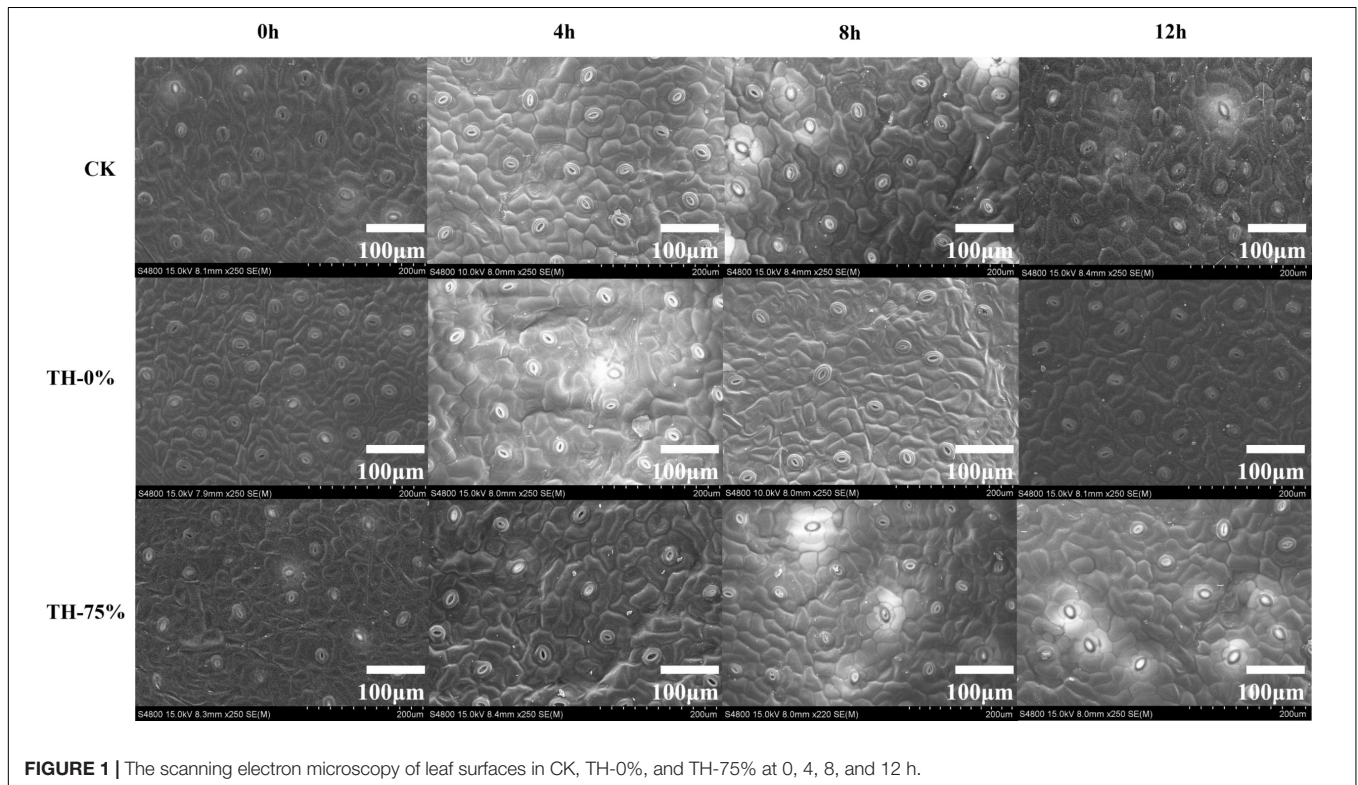 0h 4h 8h 12h
CK
100µm 100µm 100µm 100µm
S4800 15.0kV 8.1mm x250 SE(M) 200um S4800 10.0kV 8.0mm x250 SE(M) 200um S4800 15.0kV 8.4mm x250 SE(M) 200um S4800 15.0kV 8.4mm x250 SE(M) 200um
TH-0%
100µm 100µm 100µm 100µm
S4800 15.0kV 7.9mm x250 SE(M) 200um S4800 15.0kV 8.0mm x250 SE(M) 200um S4800 10.0kV 8.0mm x250 SE(M) 200um S4800 15.0kV 8.1mm x250 SE(M) 200um
TH-75%
100µm 100µm 100µm 100µm
S4800 15.0kV 8.3mm x250 SE(M) 200um S4800 15.0kV 8.4mm x250 SE(M) 200um S4800 15.0kV 8.0mm x220 SE(M) 200um S4800 15.0kV 8.0mm x250 SE(M) 200um
FIGURE 1 | The scanning electron microscopy of leaf surfaces in CK, TH-0%, and TH-75% at 0, 4, 8, and 12 h.